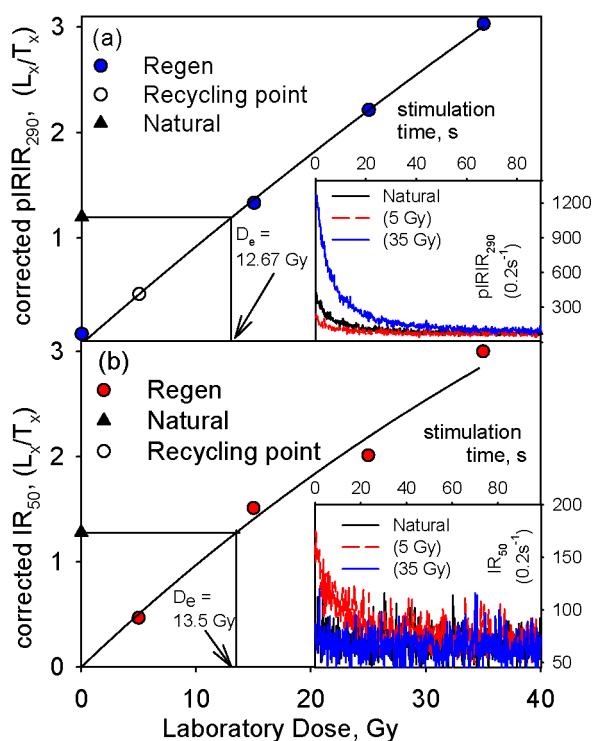 (a)
Regen
Recycling point
Natural
corrected pIRIR290, (Lx/Tx)
3
2
1
De =
12.67 Gy
stimulation
time, s
0 20 40 60 80
Natural
(5 Gy)
(35 Gy)
pIRIR290
(0.2s-1)
1200
900
600
300
(b)
Regen
Natural
Recycling point
corrected IR50, (Lx/Tx)
3
2
1
0
De =
13.5 Gy
stimulation
time, s
0 20 40 60 80
Natural
(5 Gy)
(35 Gy)
IR50
(0.2s-1)
200
150
100
50
0 10 20 30 40
Laboratory Dose, Gy